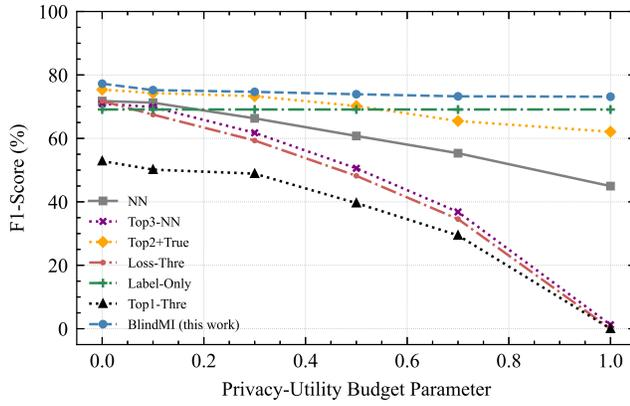 100
80
60
40
20
0
F1-Score (%)
NN
Top3-NN
Top2+True
Loss-Thre
Label-Only
Top1-Thre
BlindMI (this work)
0.0 0.2 0.4 0.6 0.8 1.0
Privacy-Utility Budget Parameter